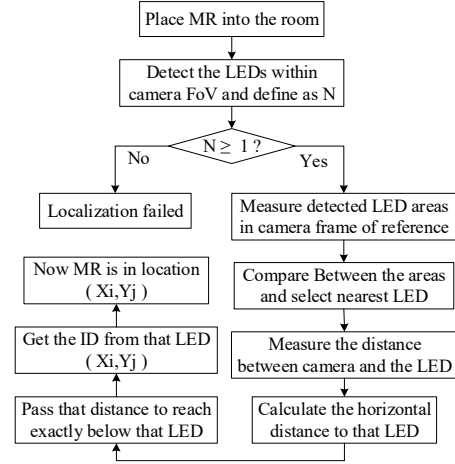 Place MR into the room
Detect the LEDs within
camera FoV and define as N
N ≥ 1 ?
No
Yes
Localization failed
Measure detected LED areas
in camera frame of reference
Compare Between the areas
and select nearest LED
Measure the distance
between camera and the LED
Calculate the horizontal
distance to that LED
Pass that distance to reach
exactly below that LED
Get the ID from that LED
( Xi,Yj )
Now MR is in location
( Xi,Yj )